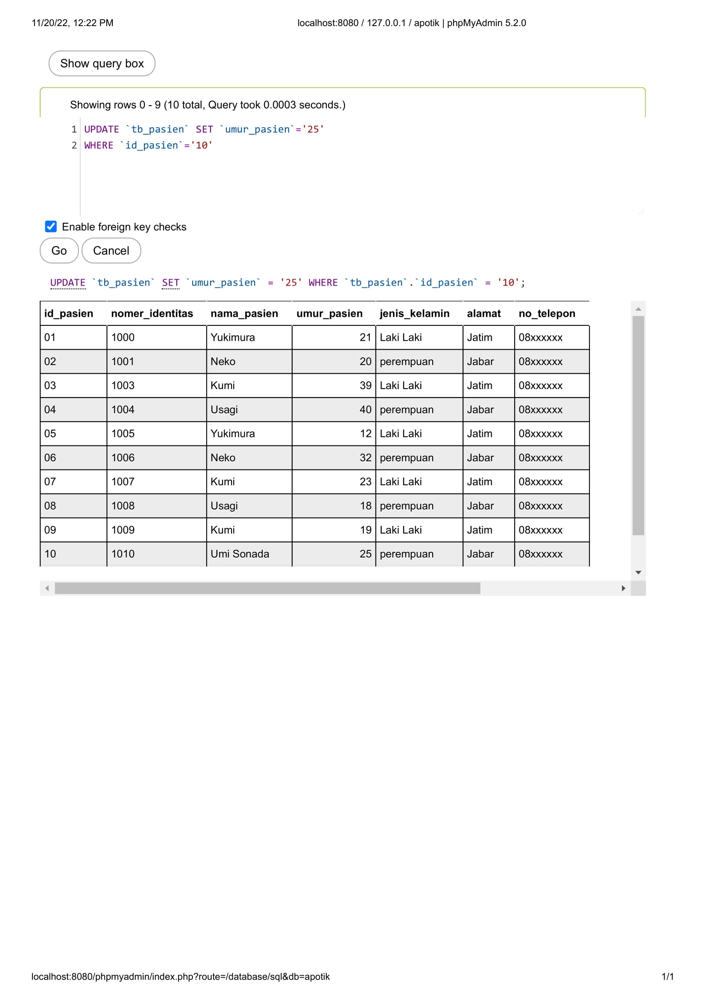 11/20/22, 12:22 PM localhost:8080 / 127.0.0.1 / apotik | phpMyAdmin 5.2.0
Show query box
Showing rows 0 - 9 (10 total, Query took 0.0003 seconds.)
1 UPDATE `tb_pasien` SET `umur_pasien`='25'
2 WHERE `id_pasien`='10'
Enable foreign key checks
Go Cancel
UPDATE `tb_pasien` SET `umur_pasien` = '25' WHERE `tb_pasien`.`id_pasien` = '10';
id_pasien nomer_identitas nama_pasien umur_pasien jenis_kelamin alamat no_telepon
01 1000 Yukimura 21 Laki Laki Jatim 08xxxxxx
02 1001 Neko 20 perempuan Jabar 08xxxxxx
03 1003 Kumi 39 Laki Laki Jatim 08xxxxxx
04 1004 Usagi 40 perempuan Jabar 08xxxxxx
05 1005 Yukimura 12 Laki Laki Jatim 08xxxxxx
06 1006 Neko 32 perempuan Jabar 08xxxxxx
07 1007 Kumi 23 Laki Laki Jatim 08xxxxxx
08 1008 Usagi 18 perempuan Jabar 08xxxxxx
09 1009 Kumi 19 Laki Laki Jatim 08xxxxxx
10 1010 Umi Sonada 25 perempuan Jabar 08xxxxxx
localhost:8080/phpmyadmin/index.php?route=/database/sql&db=apotik 1/1